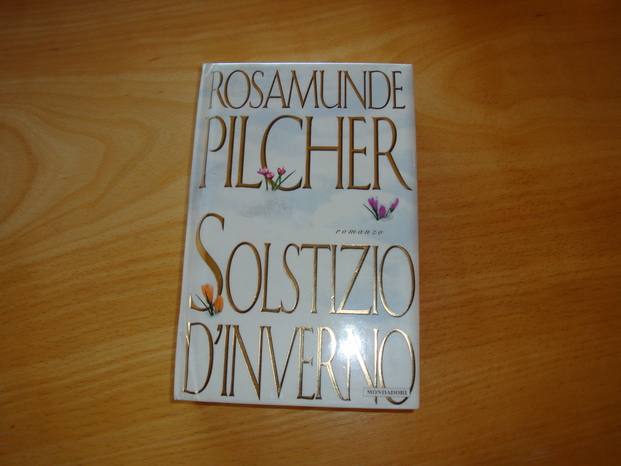 ROSAMUNDE
PILCHER
romanzo
SOLSTIZIO
D'INVERNO
MONDADORI